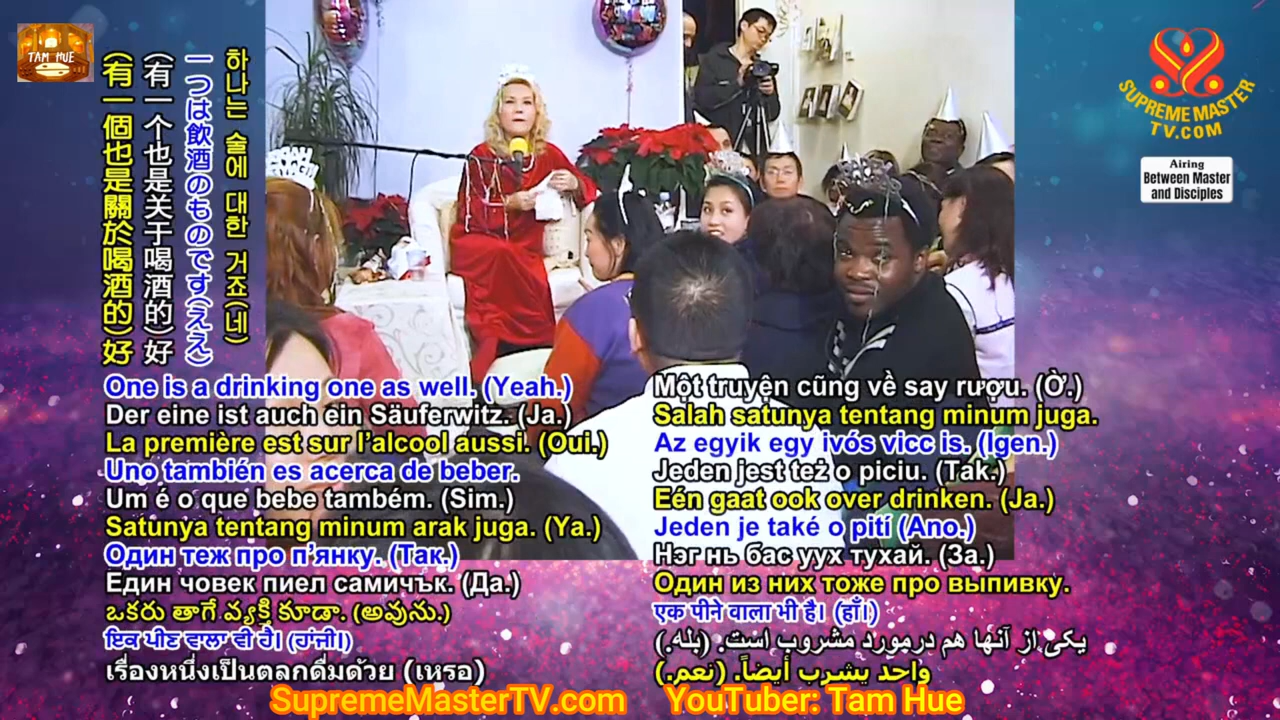 TAM HUE
SUPREME MASTER
TV.COM
Airing
Between Master
and Disciples
하나는 술에 대한 거죠(네)
一つは飲酒のものです(ええ)
(有一个也是关于喝酒的)好
(有一個也是關於喝酒的)好
One is a drinking one as well. (Yeah.)
Der eine ist auch ein Säuferwitz. (Ja.)
La première est sur l’alcool aussi. (Oui.)
Uno también es acerca de beber.
Um é o que bebe também. (Sim.)
Satunya tentang minum arak juga. (Ya.)
Один теж про п’янку. (Так.)
Един човек пиел самичък. (Да.)
ఒకరు తాగే వ్యక్తి కూడా. (అవును.)
ਇਕ ਪੀਣ ਵਾਲਾ ਵੀ ਹੈ। (ਹਾਂਜੀ।)
เรื่องหนึ่งเป็นตลกดื่มด้วย (เหรอ)
Một truyện cũng về say rượu. (Ờ.)
Salah satunya tentang minum juga.
Az egyik egy ivós vicc is. (Igen.)
Jeden jest też o piciu. (Tak.)
Eén gaat ook over drinken. (Ja.)
Jeden je také o pití (Ano.)
Нэг нь бас уух тухай. (За.)
Один из них тоже про выпивку.
एक पीने वाला भी है। (हाँ।)
یکی از آنها هم درمورد مشروب است. (بله.)
واحد يشرب أيضاً. (نعم.)
SupremeMasterTV.com YouTuber: Tam Hue